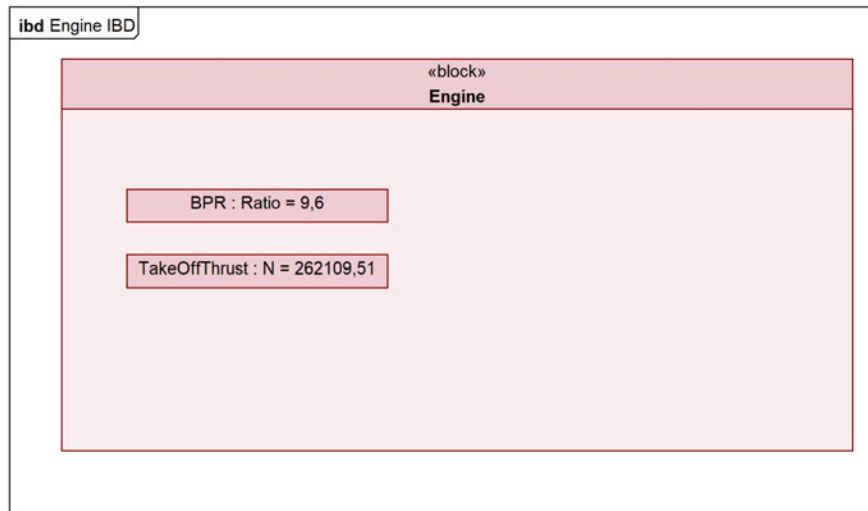 ibd Engine IBD
«block»
Engine
BPR : Ratio = 9,6
TakeOffThrust : N = 262109,51